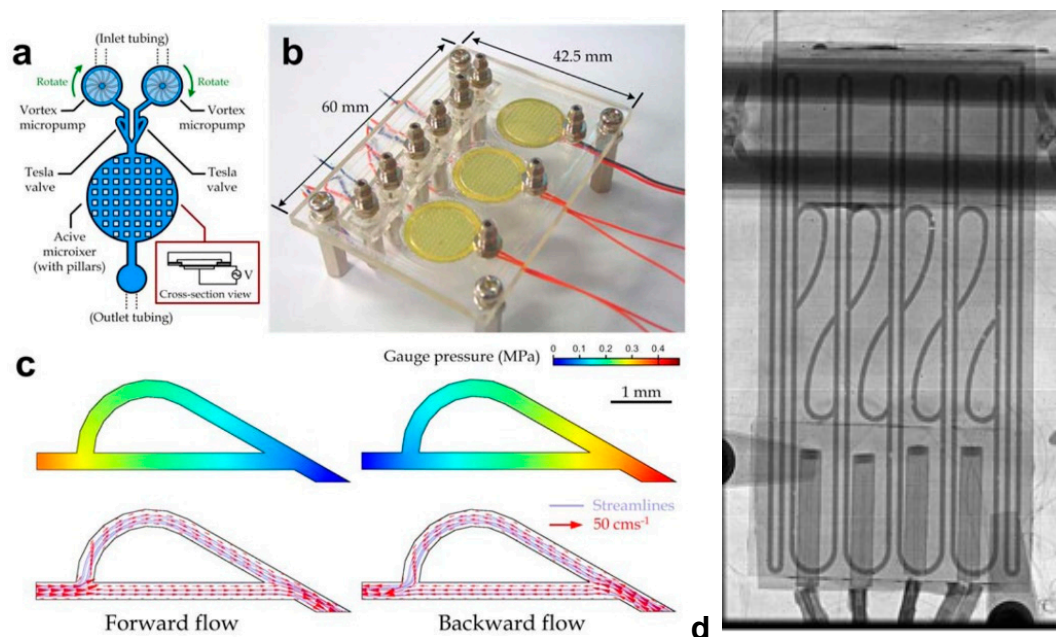 a
(Inlet tubing)
Rotate
Rotate
Vortex
micropump
Vortex
micropump
Tesla
valve
Tesla
valve
Acive
microixer
(with pillars)
V
Cross-section view
(Outlet tubing)
b
60 mm
42.5 mm
c
Gauge pressure (MPa)
0 0.1 0.2 0.3 0.4
1 mm
Streamlines
50 cms⁻¹
Forward flow
Backward flow
d